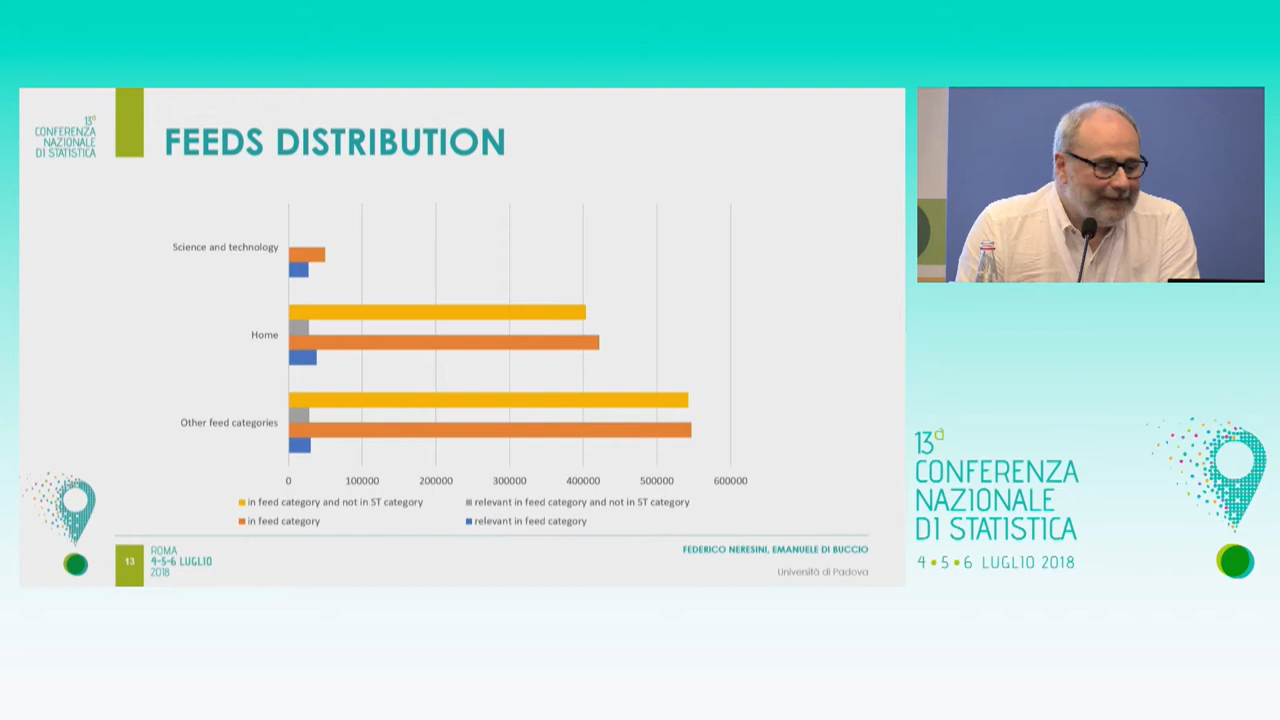 13ª
CONFERENZA
NAZIONALE
DI STATISTICA
FEEDS DISTRIBUTION
Science and technology
Home
Other feed categories
0 100000 200000 300000 400000 500000 600000
in feed category and not in ST category
relevant in feed category and not in ST category
in feed category
relevant in feed category
13
ROMA
4-5-6 LUGLIO
2018
FEDERICO NERESINI, EMANUELE DI BUCCIO
Università di Padova
13ª
CONFERENZA
NAZIONALE
DI STATISTICA
4•5•6 LUGLIO 2018